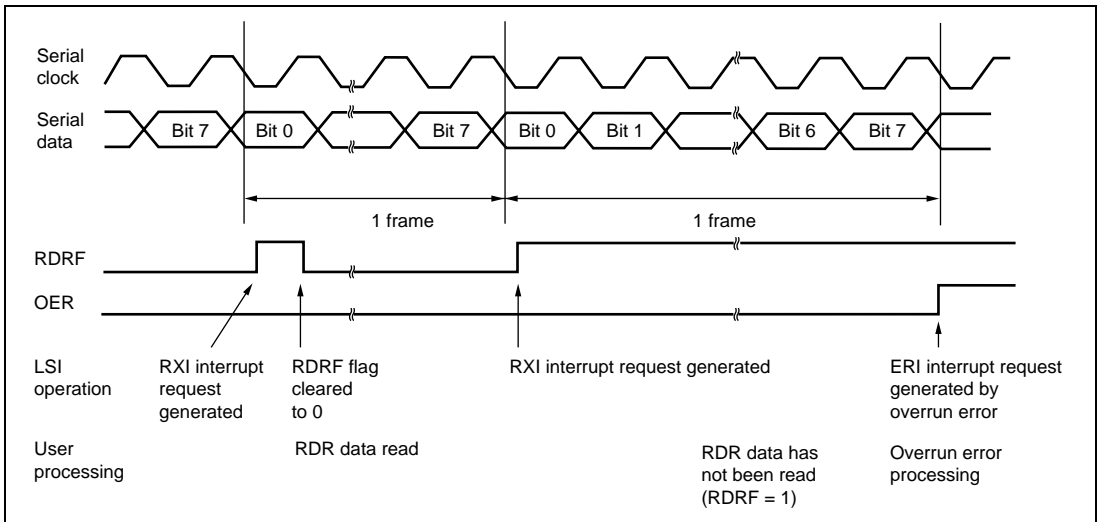 Serial
clock
Serial
data
Bit 7
Bit 0
Bit 7
Bit 0
Bit 1
Bit 6
Bit 7
1 frame
1 frame
RDRF
OER
LSI
operation
RXI interrupt
request
generated
RDRF flag
cleared
to 0
RXI interrupt request generated
ERI interrupt request
generated by
overrun error
User
processing
RDR data read
RDR data has
not been read
(RDRF = 1)
Overrun error
processing